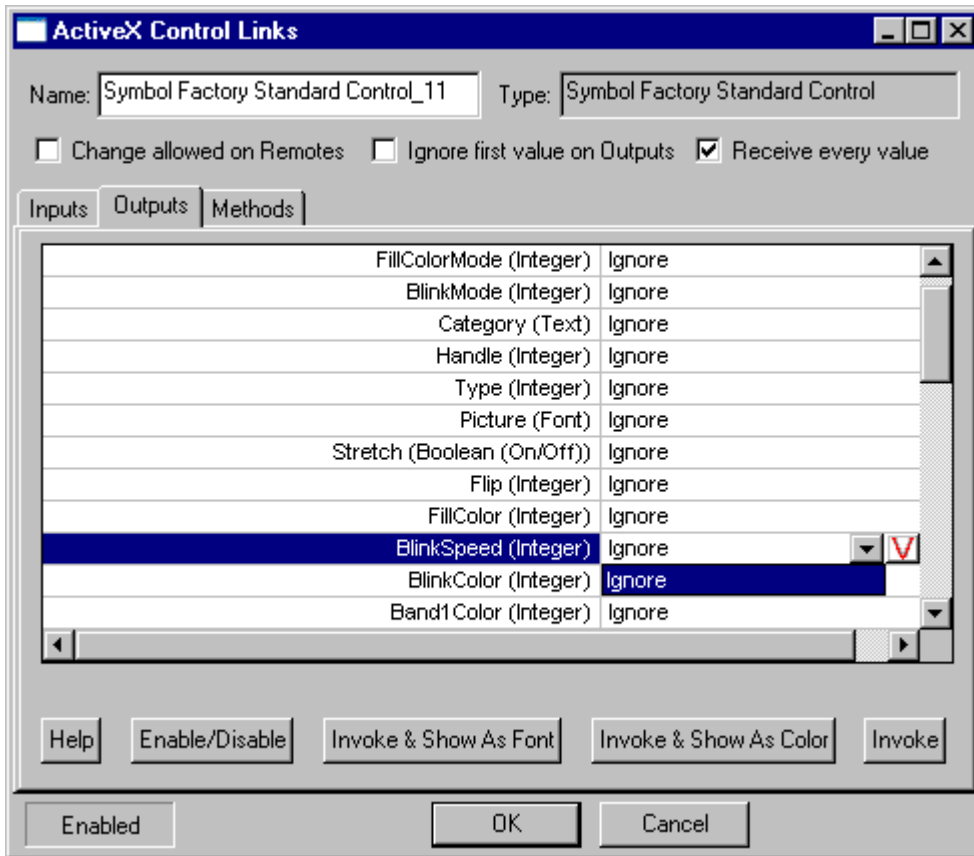 ActiveX Control Links
Name: Symbol Factory Standard Control_11 Type: Symbol Factory Standard Control
Change allowed on Remotes Ignore first value on Outputs Receive every value
Inputs Outputs Methods
FillColorMode (Integer) Ignore
BlinkMode (Integer) Ignore
Category (Text) Ignore
Handle (Integer) Ignore
Type (Integer) Ignore
Picture (Font) Ignore
Stretch (Boolean (On/Off)) Ignore
Flip (Integer) Ignore
FillColor (Integer) Ignore
BlinkSpeed (Integer) Ignore V
BlinkColor (Integer) Ignore
Band1Color (Integer) Ignore
Help Enable/Disable Invoke & Show As Font Invoke & Show As Color Invoke
Enabled OK Cancel